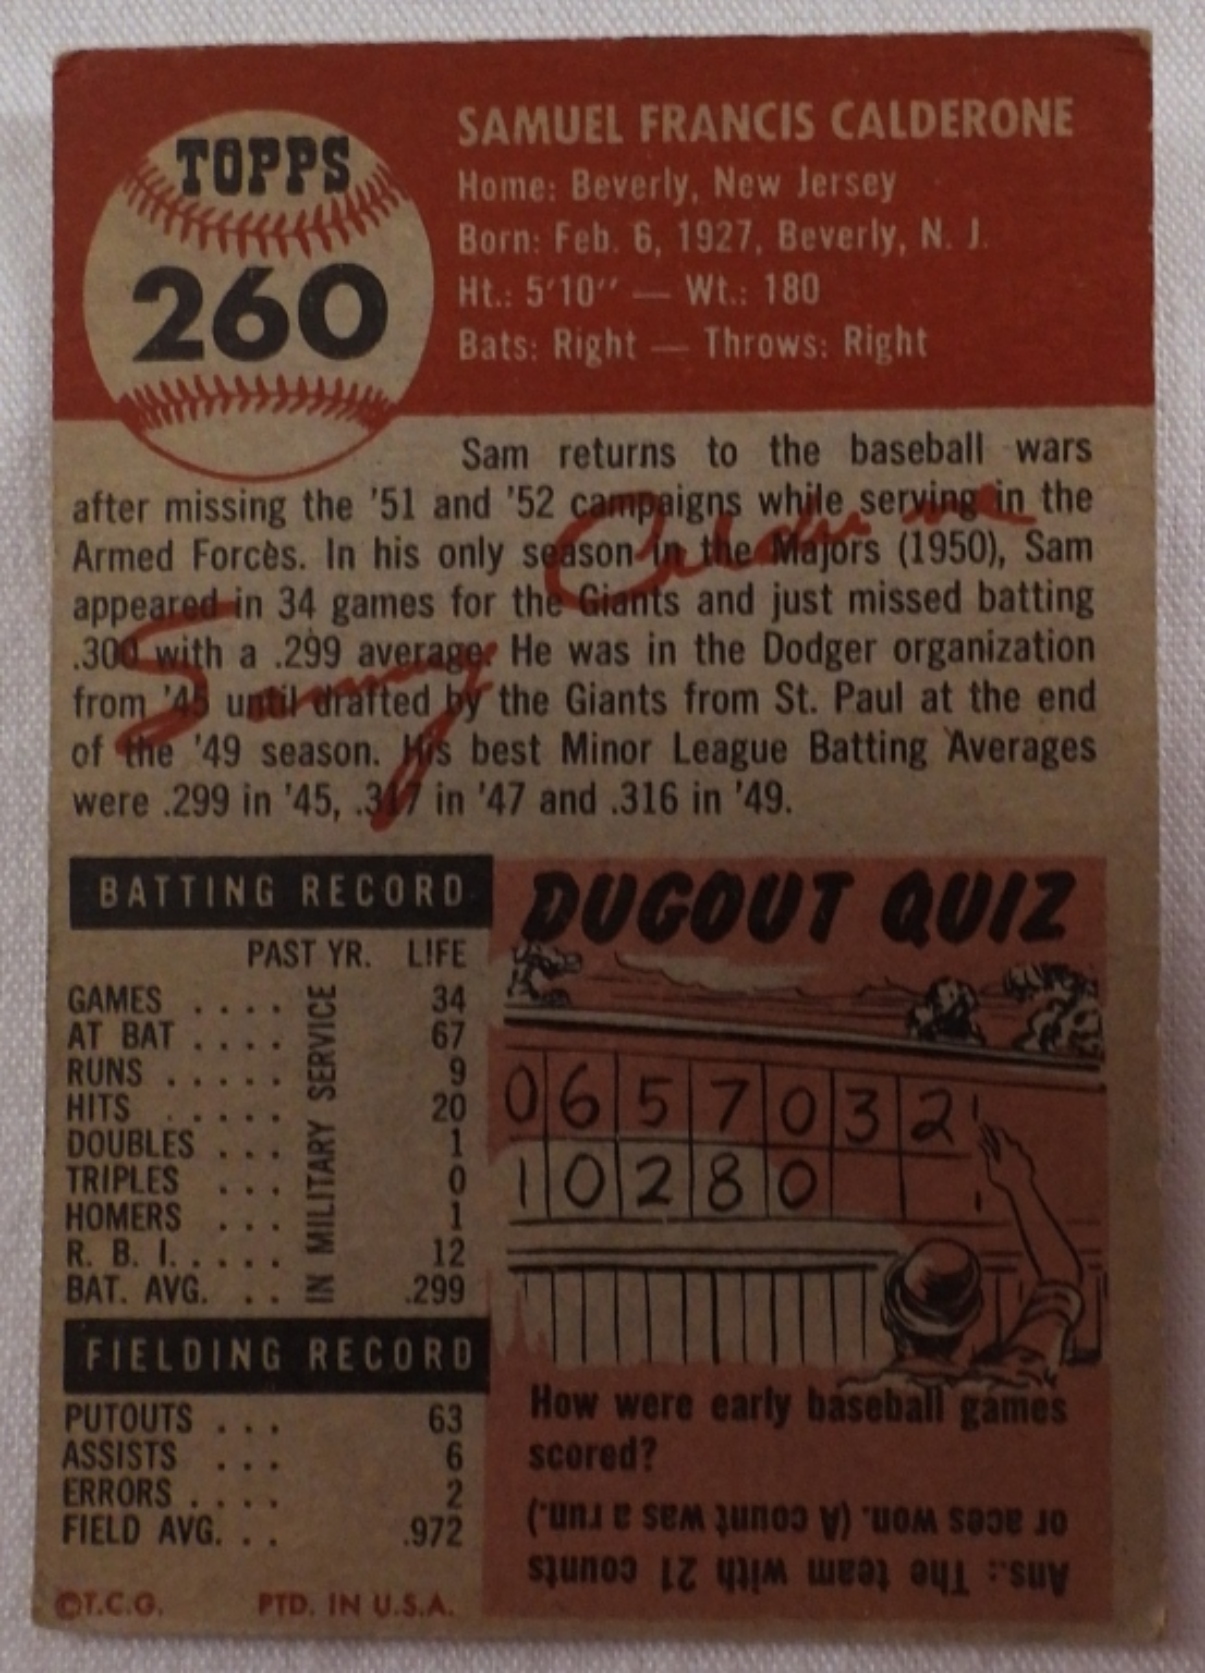 TOPPS
260
SAMUEL FRANCIS CALDERONE
Home: Beverly, New Jersey
Born: Feb. 6, 1927, Beverly, N. J.
Ht.: 5'10" — Wt.: 180
Bats: Right — Throws: Right
Sam returns to the baseball wars
after missing the '51 and '52 campaigns while serving in the
Armed Forces. In his only season in the Majors (1950), Sam
appeared in 34 games for the Giants and just missed batting
.300 with a .299 average. He was in the Dodger organization
from '45 until drafted by the Giants from St. Paul at the end
of the '49 season. His best Minor League Batting Averages
were .299 in '45, .317 in '47 and .316 in '49.
Sammy Calderone
BATTING RECORD
PAST YR. LIFE
GAMES . . . . 34
AT BAT . . . . 67
RUNS . . . . . 9
HITS . . . . . 20
DOUBLES . . . 1
TRIPLES . . . 0
HOMERS . . . 1
R. B. I. . . . . . 12
BAT. AVG. . . .299
IN MILITARY SERVICE
FIELDING RECORD
PUTOUTS . . . 63
ASSISTS . . . 6
ERRORS . . . . 2
FIELD AVG. . . .972
©T.C.G. PTD. IN U.S.A.
DUGOUT QUIZ
0 6 5 7 0 3 2
1 0 2 8 0
How were early baseball games
scored?
Ans.: The team with 21 counts
or aces won. (A count was a run.)